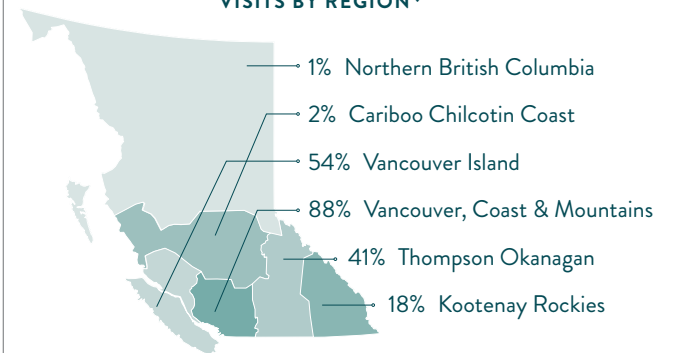 VISITS BY REGION*
1% Northern British Columbia
2% Cariboo Chilcotin Coast
54% Vancouver Island
88% Vancouver, Coast & Mountains
41% Thompson Okanagan
18% Kootenay Rockies